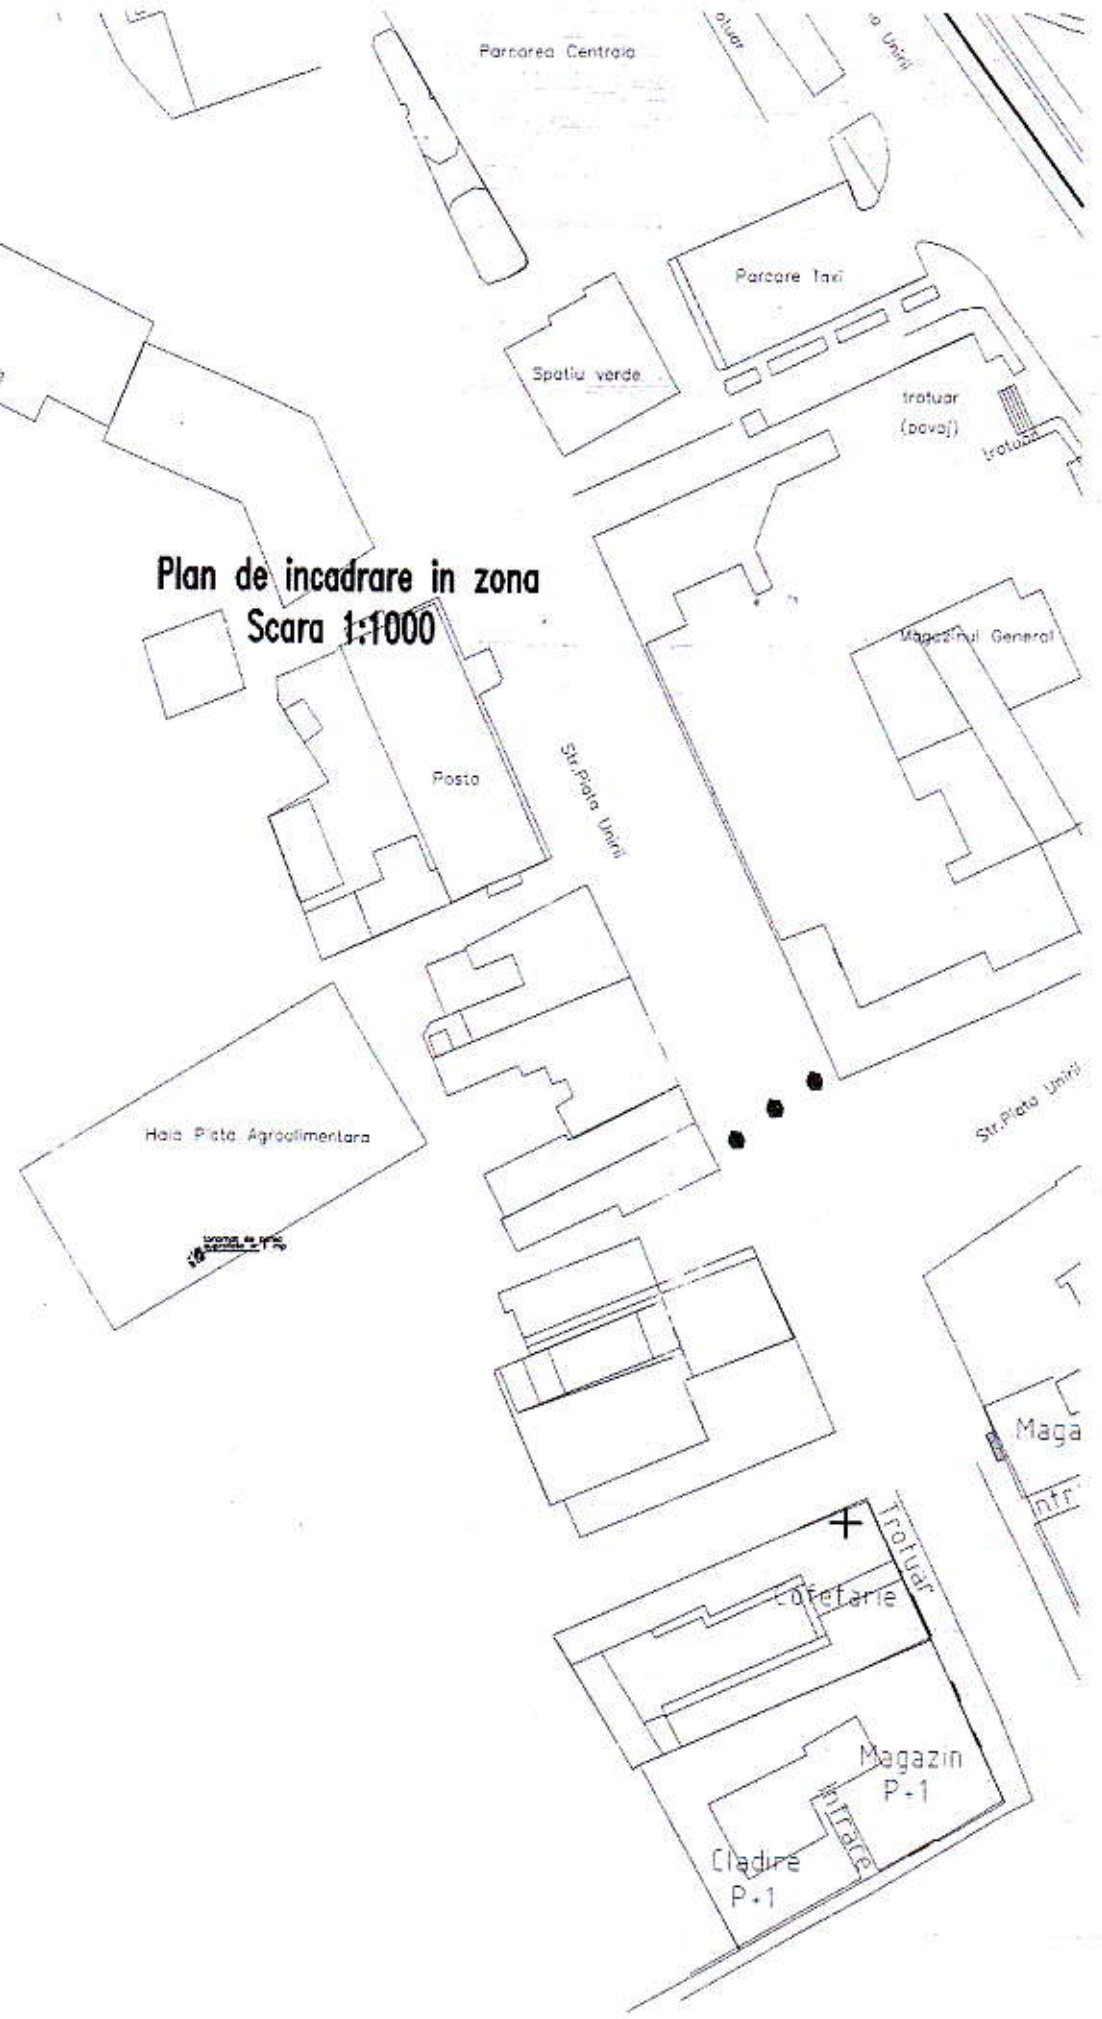 Parcarea Centrala
Unirii
Parcare Taxi
Spatiu verde
trotuar
(pavaj)
trotuar
Plan de incadrare in zona
Scara 1:1000
Magazinul General
Posta
Str.Piata Unirii
Str.Piata Unirii
Hala Piata Agroalimentara
Maga
Intr
Trotuar
Cofetarie
Magazin
P+1
Intrare
Cladire
P+1